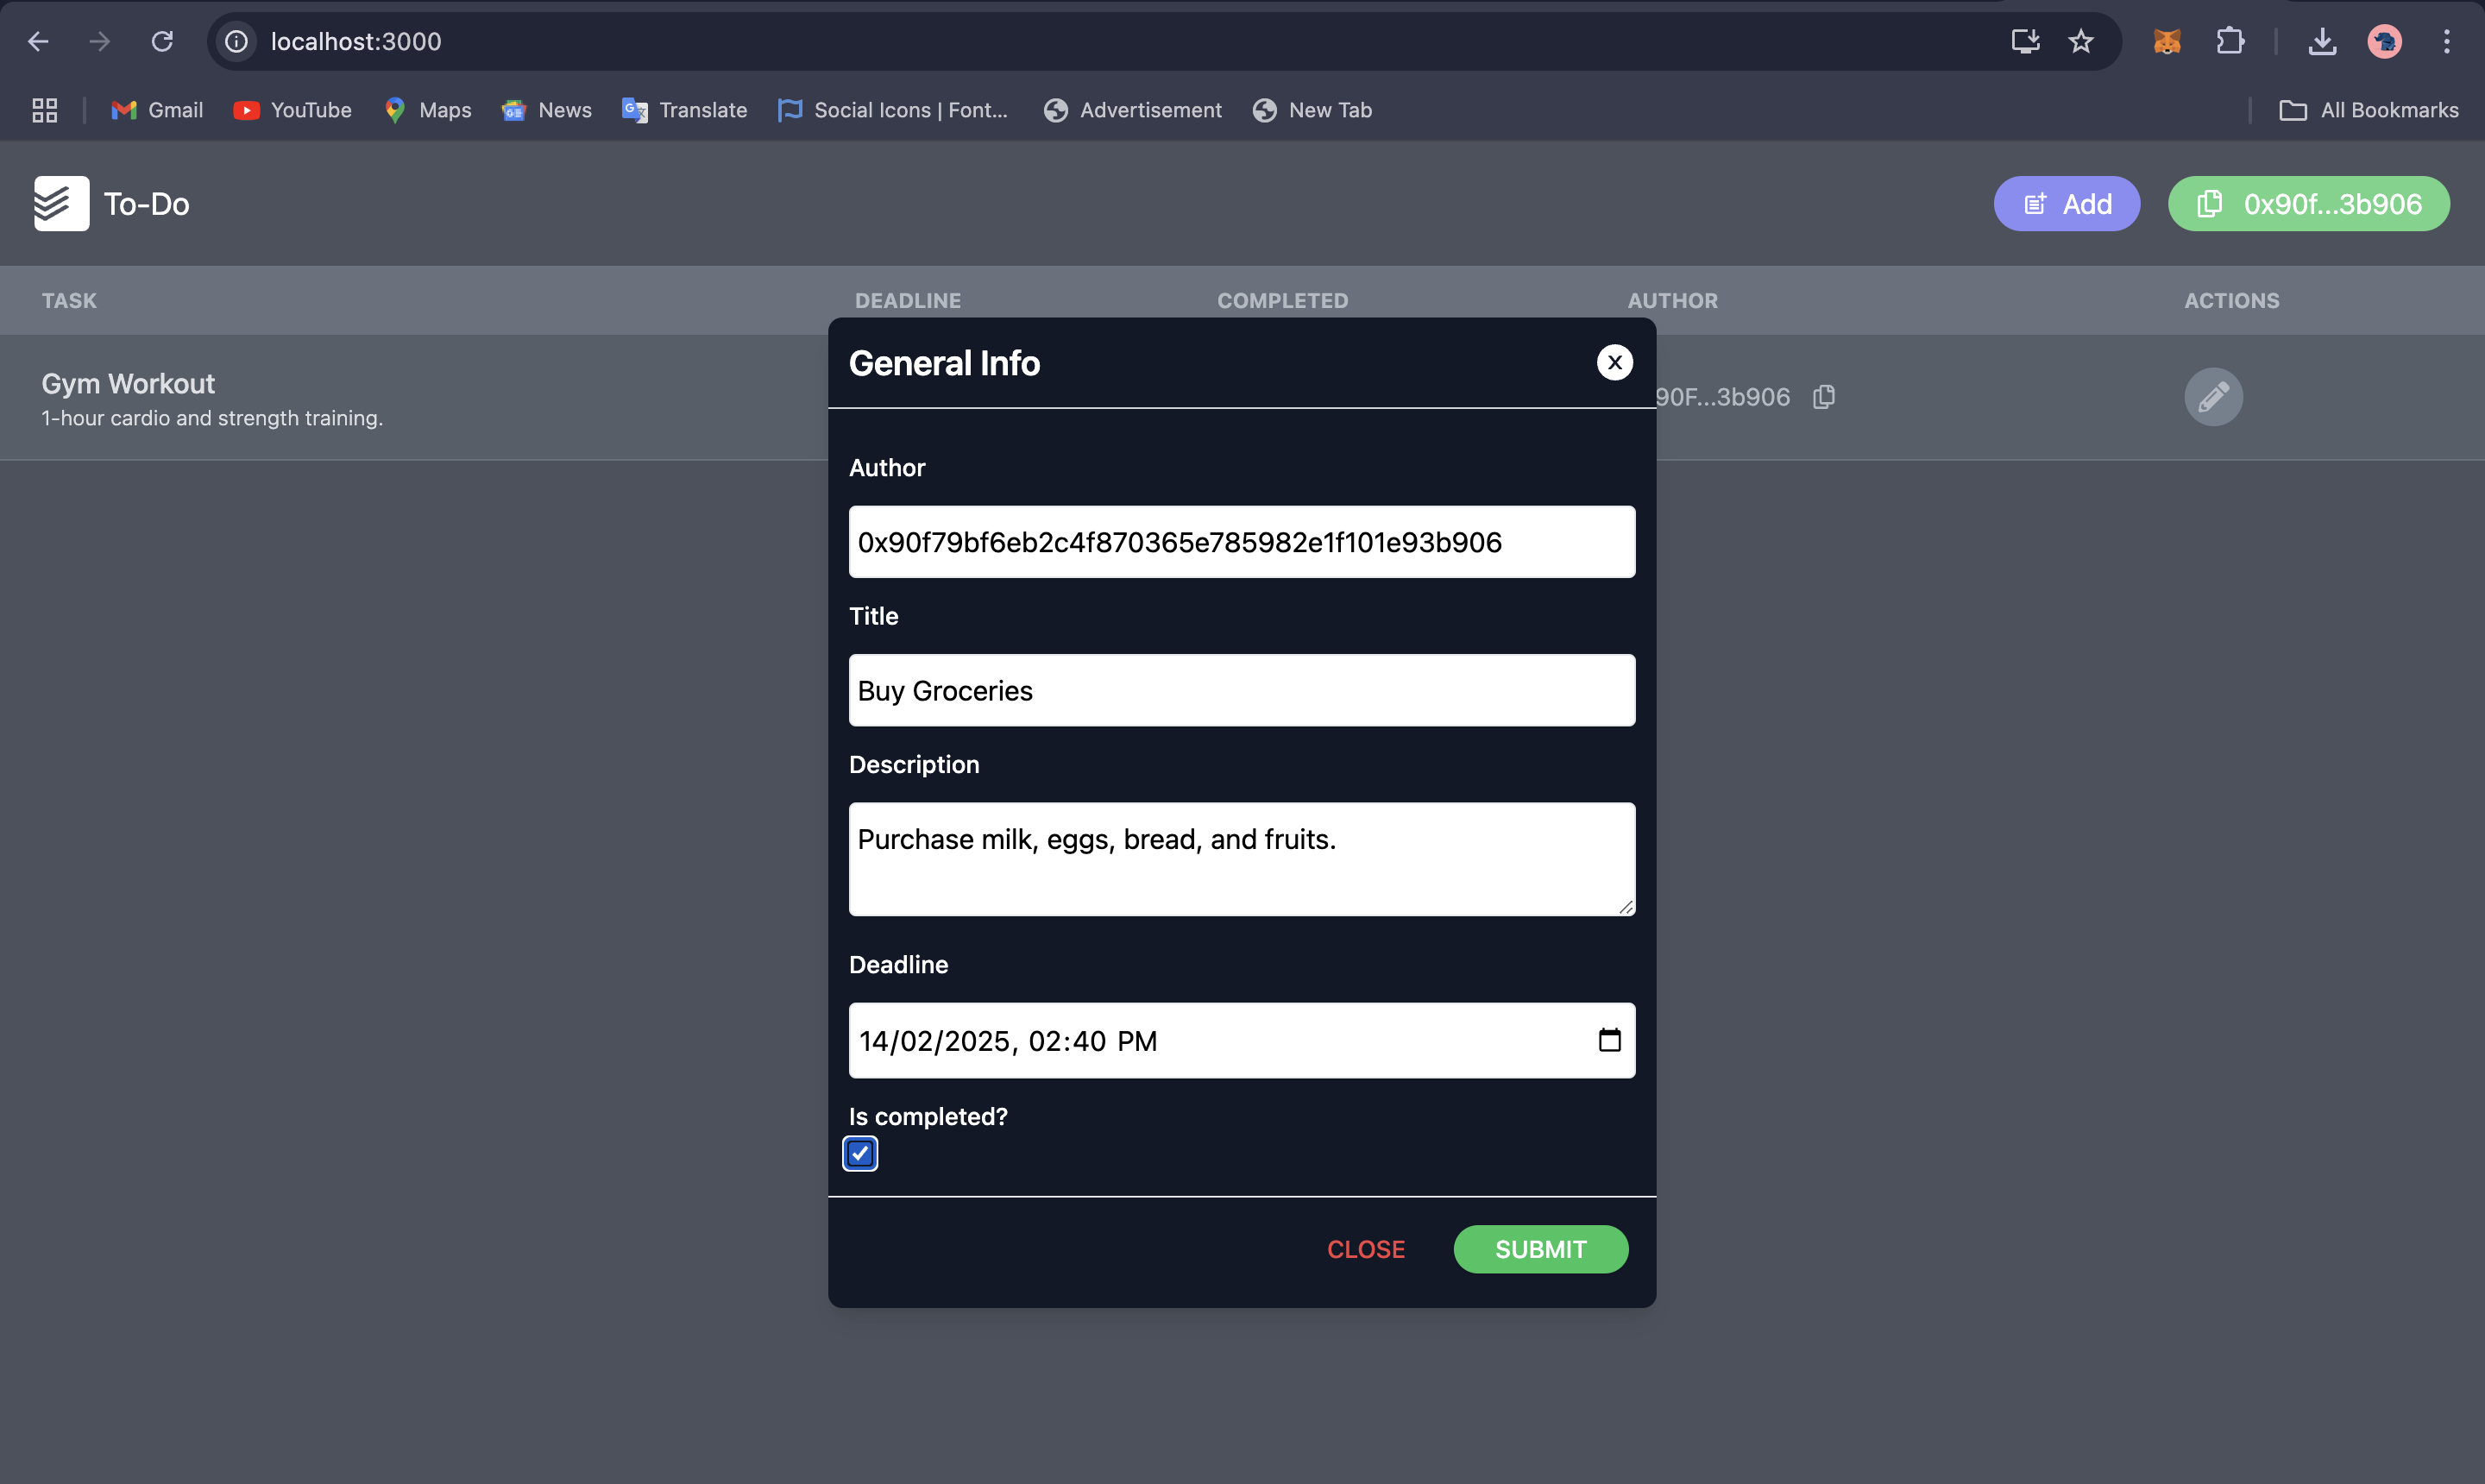 localhost:3000
Gmail YouTube Maps News Translate Social Icons | Font... Advertisement New Tab All Bookmarks
To-Do Add 0x90f...3b906
TASK DEADLINE COMPLETED AUTHOR ACTIONS
General Info
Gym Workout
1-hour cardio and strength training.
90F...3b906
Author
0x90f79bf6eb2c4f870365e785982e1f101e93b906
Title
Buy Groceries
Description
Purchase milk, eggs, bread, and fruits.
Deadline
14/02/2025, 02:40 PM
Is completed?
CLOSE SUBMIT